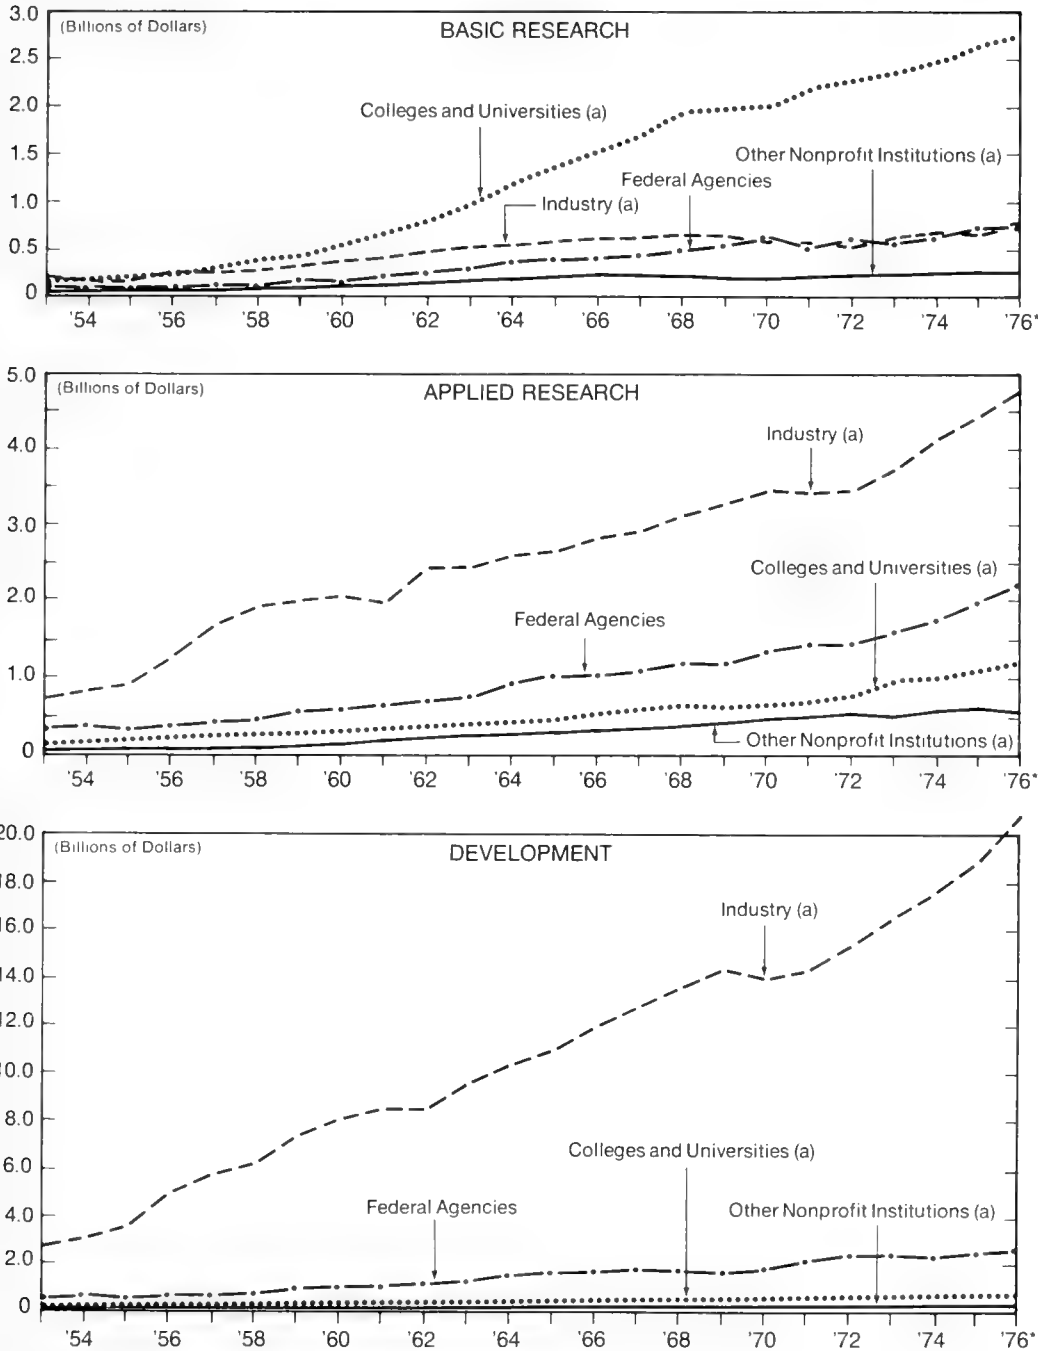 BASIC RESEARCH
(Billions of Dollars)
3.0
2.5
2.0
1.5
1.0
0.5
0
Colleges and Universities (a)
Other Nonprofit Institutions (a)
Federal Agencies
Industry (a)
'54 '56 '58 '60 '62 '64 '66 '68 '70 '72 '74 '76*
APPLIED RESEARCH
(Billions of Dollars)
5.0
4.0
3.0
2.0
1.0
0
Industry (a)
Colleges and Universities (a)
Federal Agencies
Other Nonprofit Institutions (a)
'54 '56 '58 '60 '62 '64 '66 '68 '70 '72 '74 '76*
DEVELOPMENT
(Billions of Dollars)
20.0
18.0
16.0
14.0
12.0
10.0
8.0
6.0
4.0
2.0
0
Industry (a)
Colleges and Universities (a)
Federal Agencies
Other Nonprofit Institutions (a)
'54 '56 '58 '60 '62 '64 '66 '68 '70 '72 '74 '76*